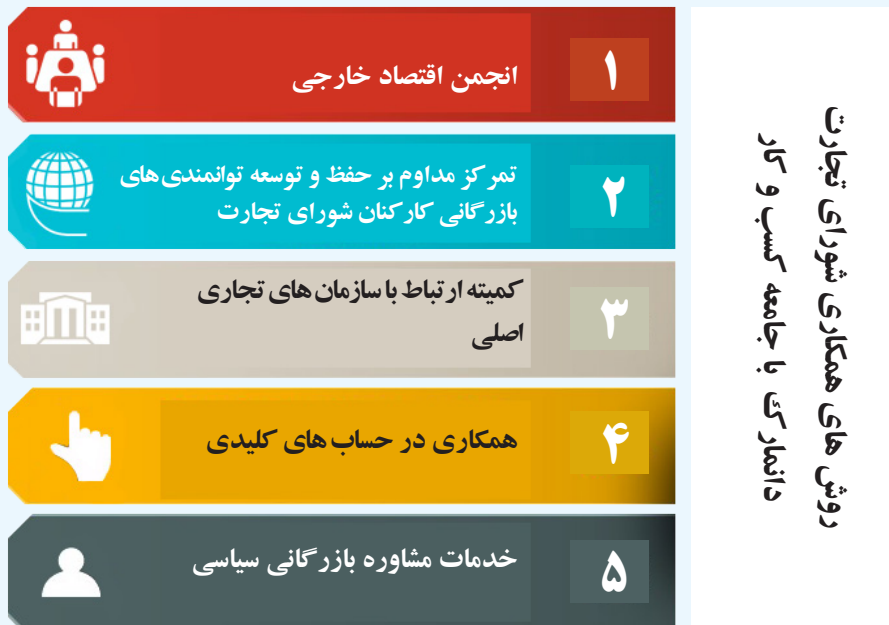 روش های همکاری شورای تجارت
دانمارک با جامعه کسب و کار
۱
انجمن اقتصاد خارجی
۲
تمرکز مداوم بر حفظ و توسعه توانمندی‌های
بازرگانی کارکنان شورای تجارت
۳
کمیته ارتباط با سازمان‌های تجاری
اصلی
۴
همکاری در حساب‌های کلیدی
۵
خدمات مشاوره بازرگانی سیاسی